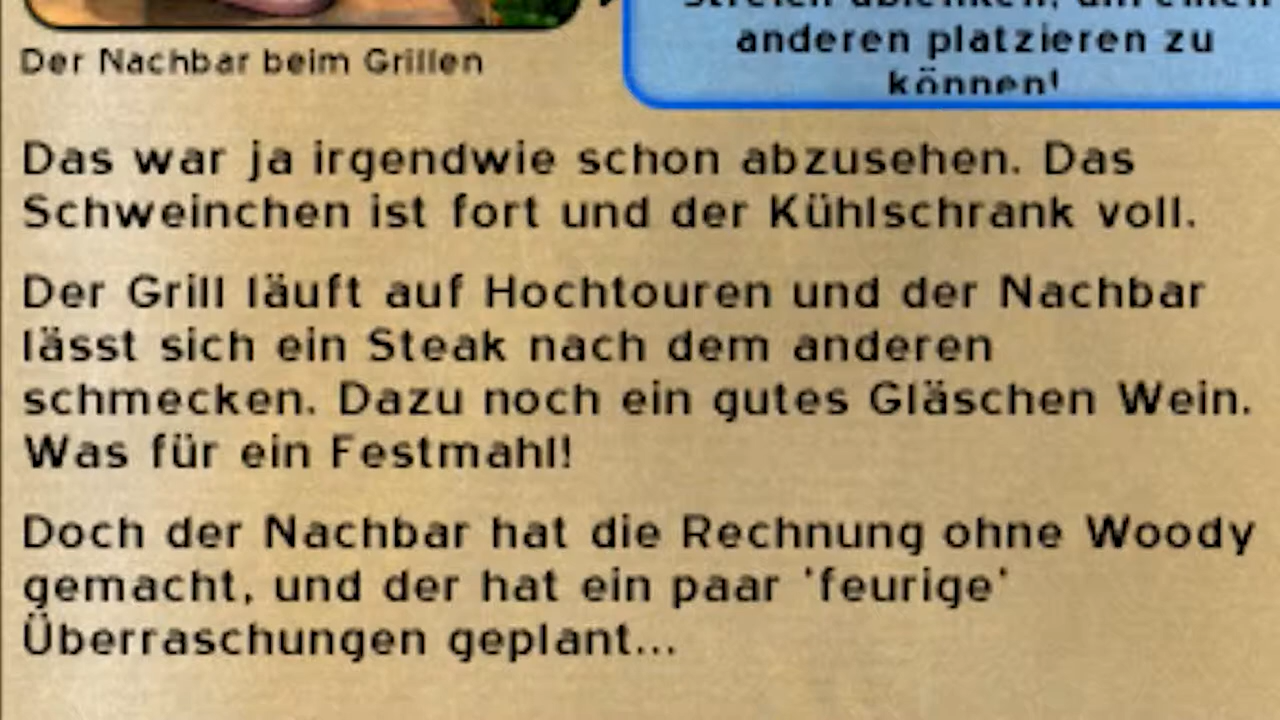 anderen platzieren zu
können!
Der Nachbar beim Grillen
Das war ja irgendwie schon abzusehen. Das
Schweinchen ist fort und der Kühlschrank voll.
Der Grill läuft auf Hochtouren und der Nachbar
lässt sich ein Steak nach dem anderen
schmecken. Dazu noch ein gutes Gläschen Wein.
Was für ein Festmahl!
Doch der Nachbar hat die Rechnung ohne Woody
gemacht, und der hat ein paar 'feurige'
Überraschungen geplant...